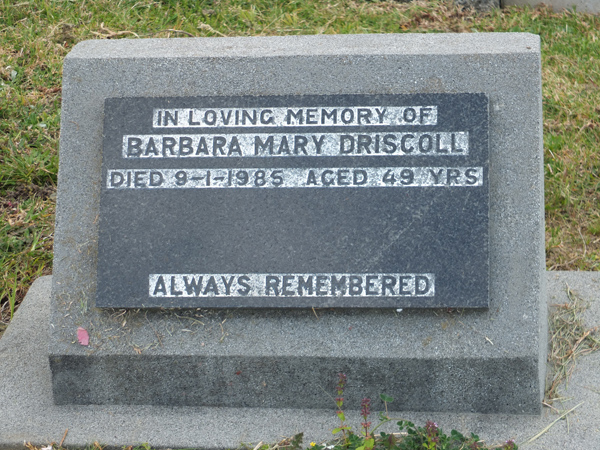 IN LOVING MEMORY OF
BARBARA MARY DRISCOLL
DIED 9-1-1985 AGED 49 YRS
ALWAYS REMEMBERED